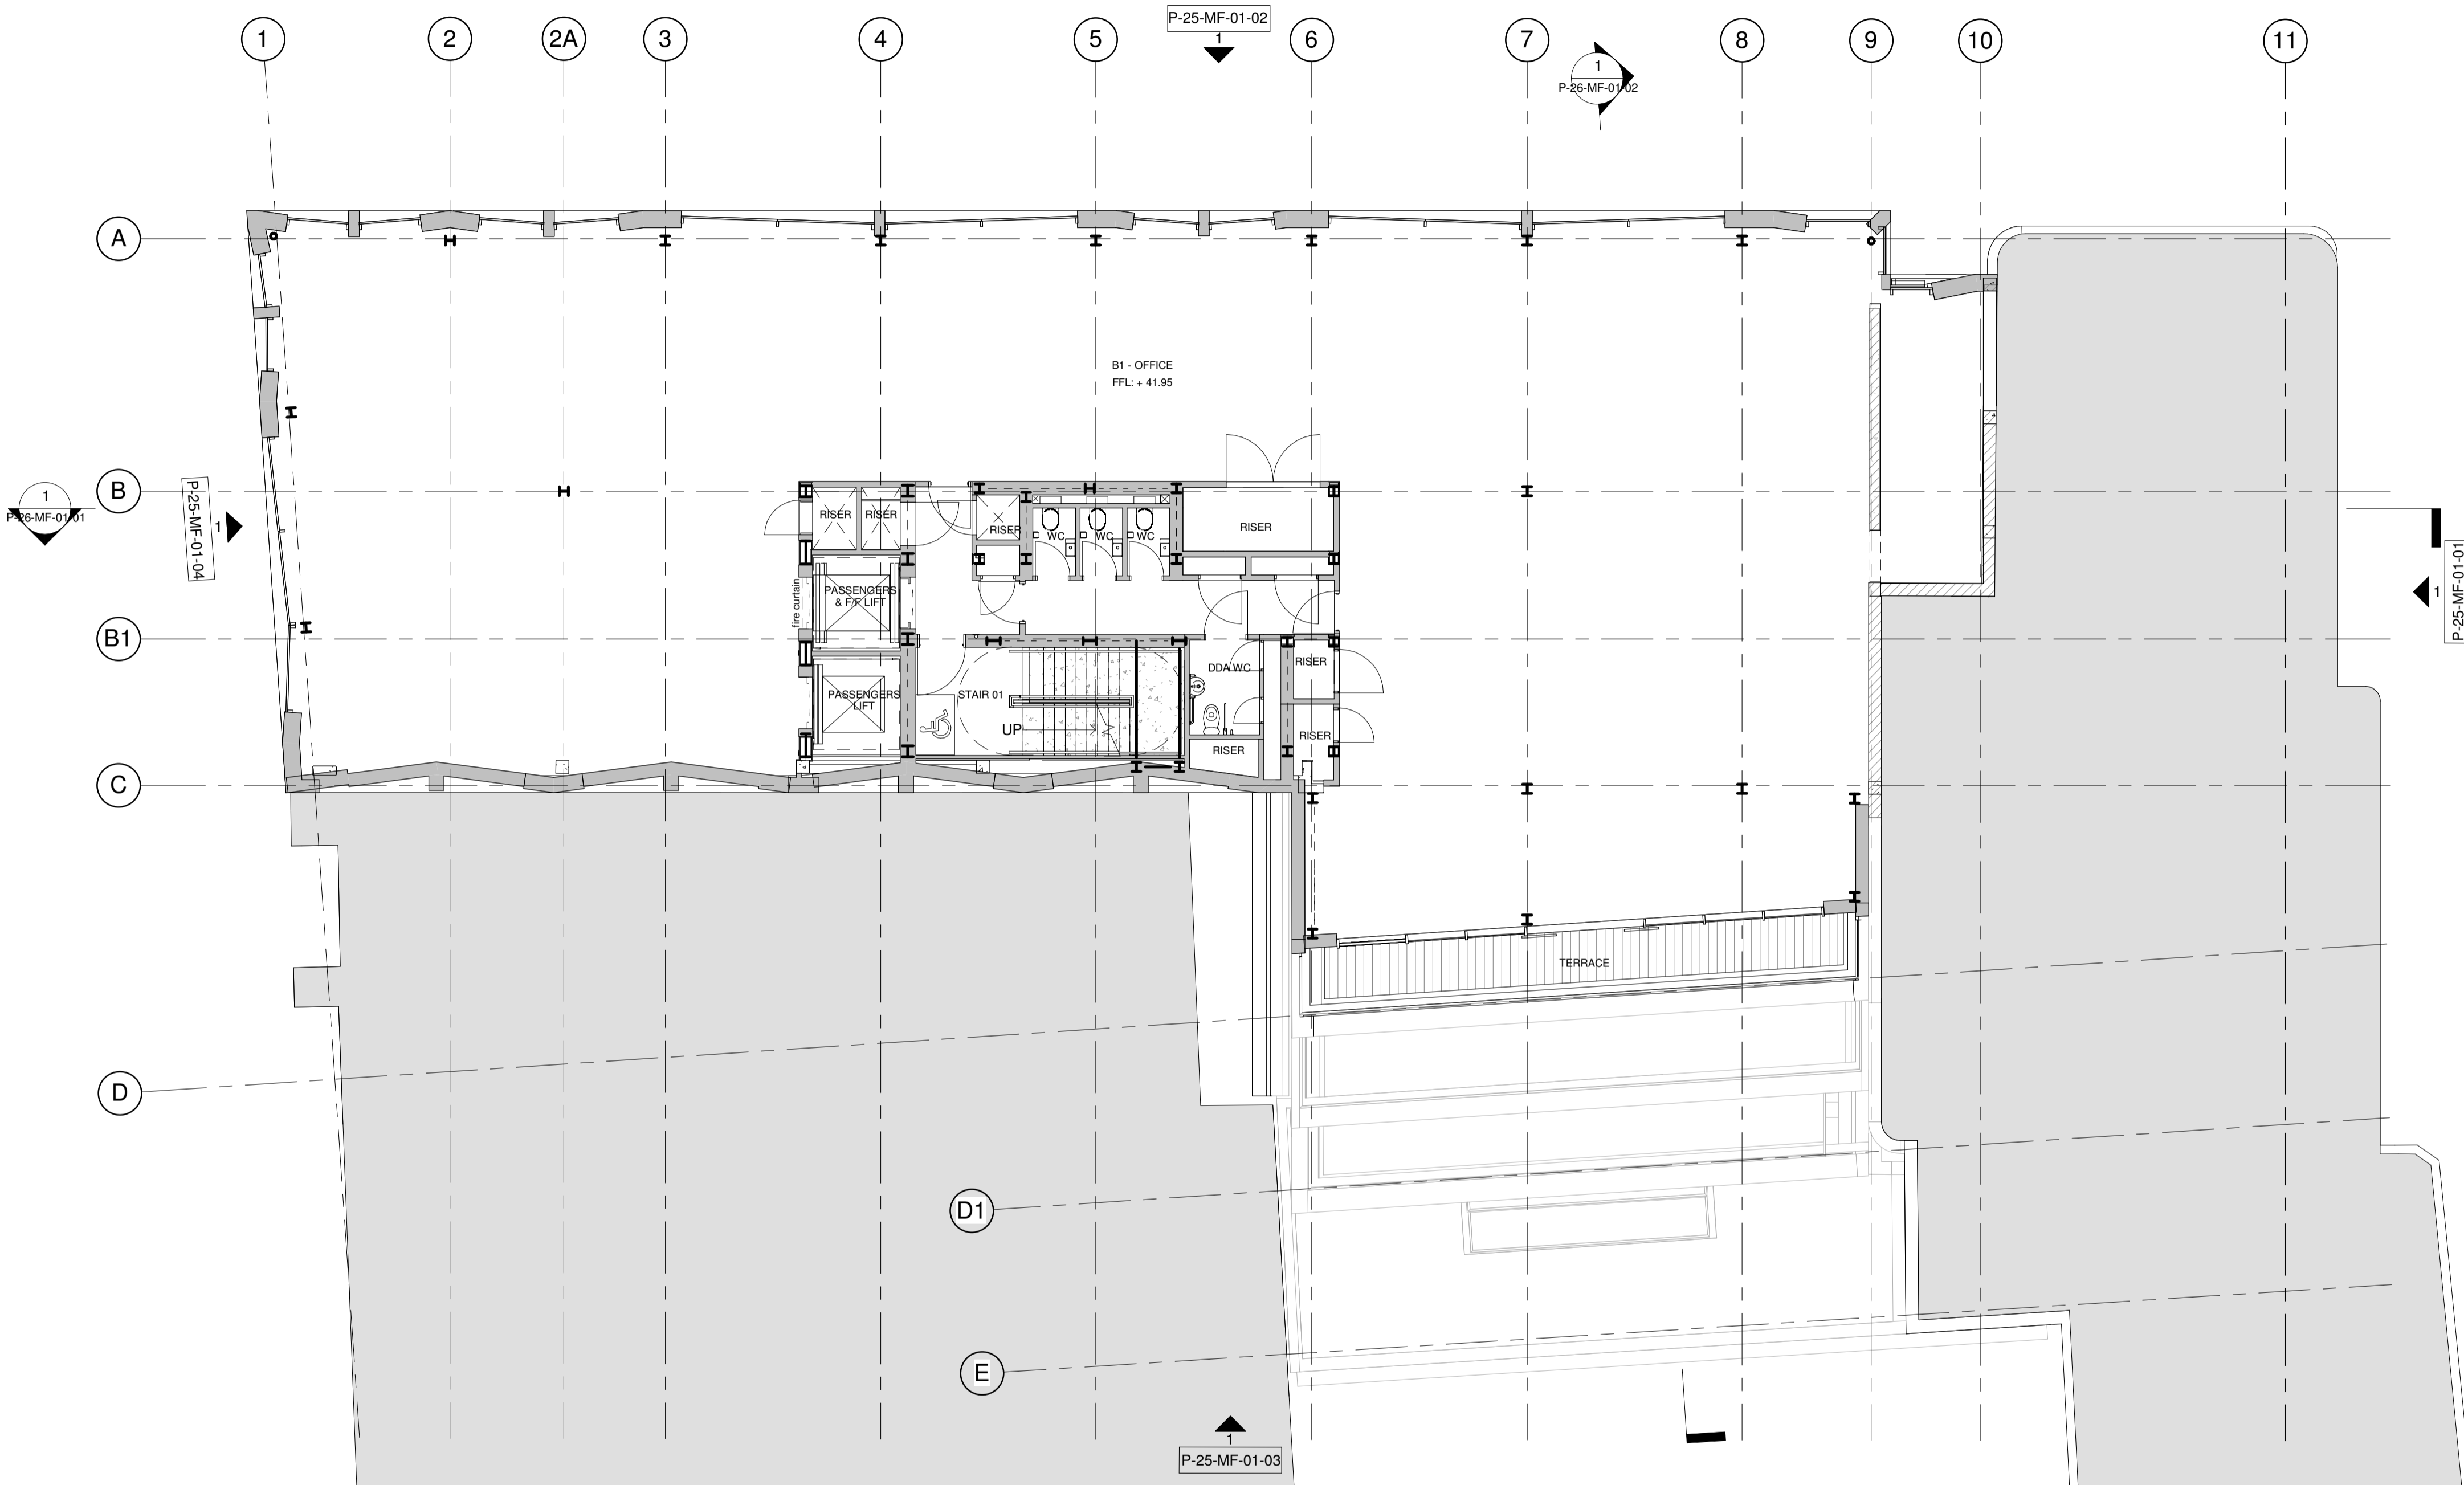 P-25-MF-01-02
1
1
2
2A
3
4
5
6
7
8
9
10
11
1
P-26-MF-01/02
A
B1 - OFFICE
FFL: + 41.95
B
1
P-26-MF-01/01
P-25-MF-01-04
1
RISER
RISER
RISER
WC
WC
WC
RISER
fire curtain
PASSENGERS
& F/F LIFT
P-25-MF-01-01
1
B1
DDA WC
RISER
PASSENGERS
LIFT
STAIR 01
UP
RISER
RISER
C
TERRACE
D
D1
E
1
P-25-MF-01-03